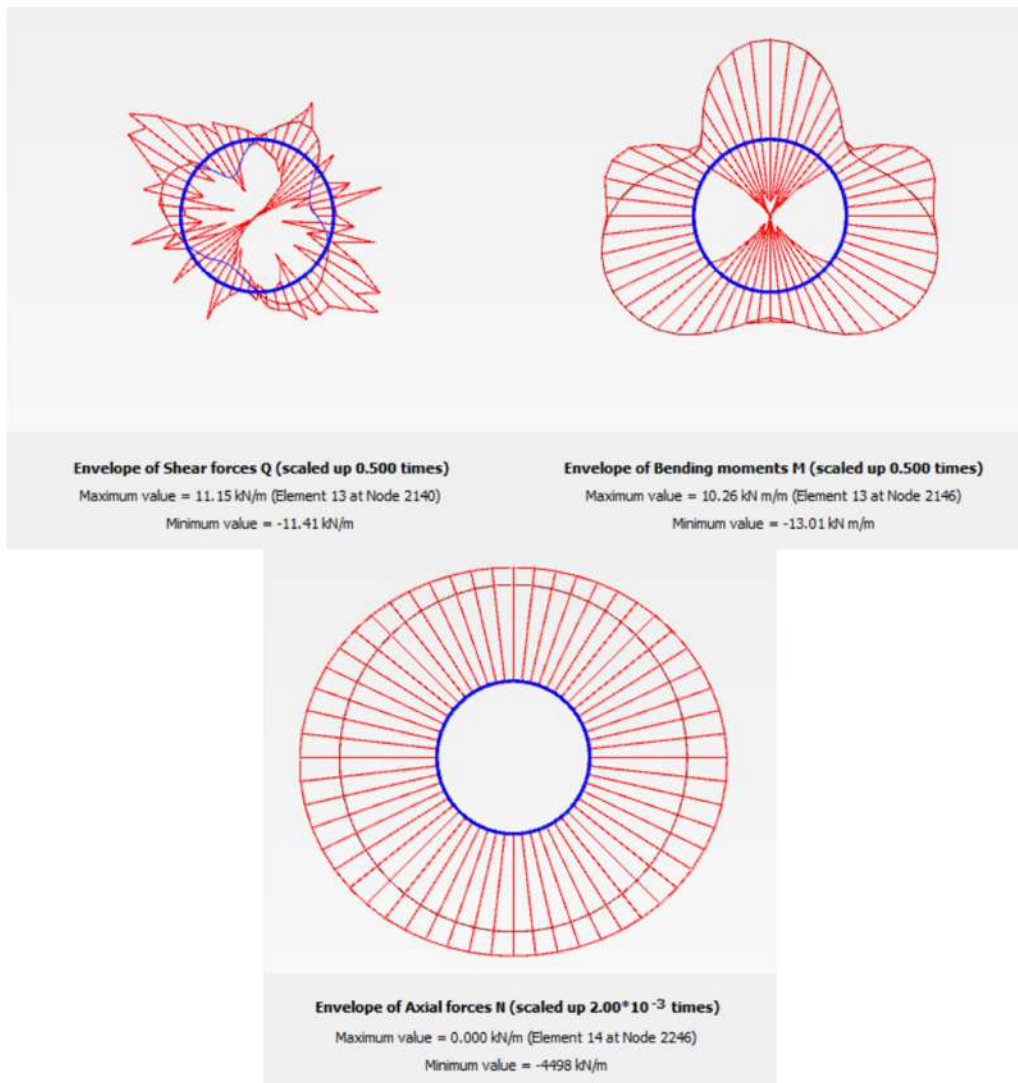 Envelope of Shear forces Q (scaled up 0.500 times)
Maximum value = 11.15 kN/m (Element 13 at Node 2140)
Minimum value = -11.41 kN/m
Envelope of Bending moments M (scaled up 0.500 times)
Maximum value = 10.26 kN m/m (Element 13 at Node 2146)
Minimum value = -13.01 kN m/m
Envelope of Axial forces N (scaled up 2.00*10⁻³ times)
Maximum value = 0.000 kN/m (Element 14 at Node 2246)
Minimum value = -4498 kN/m